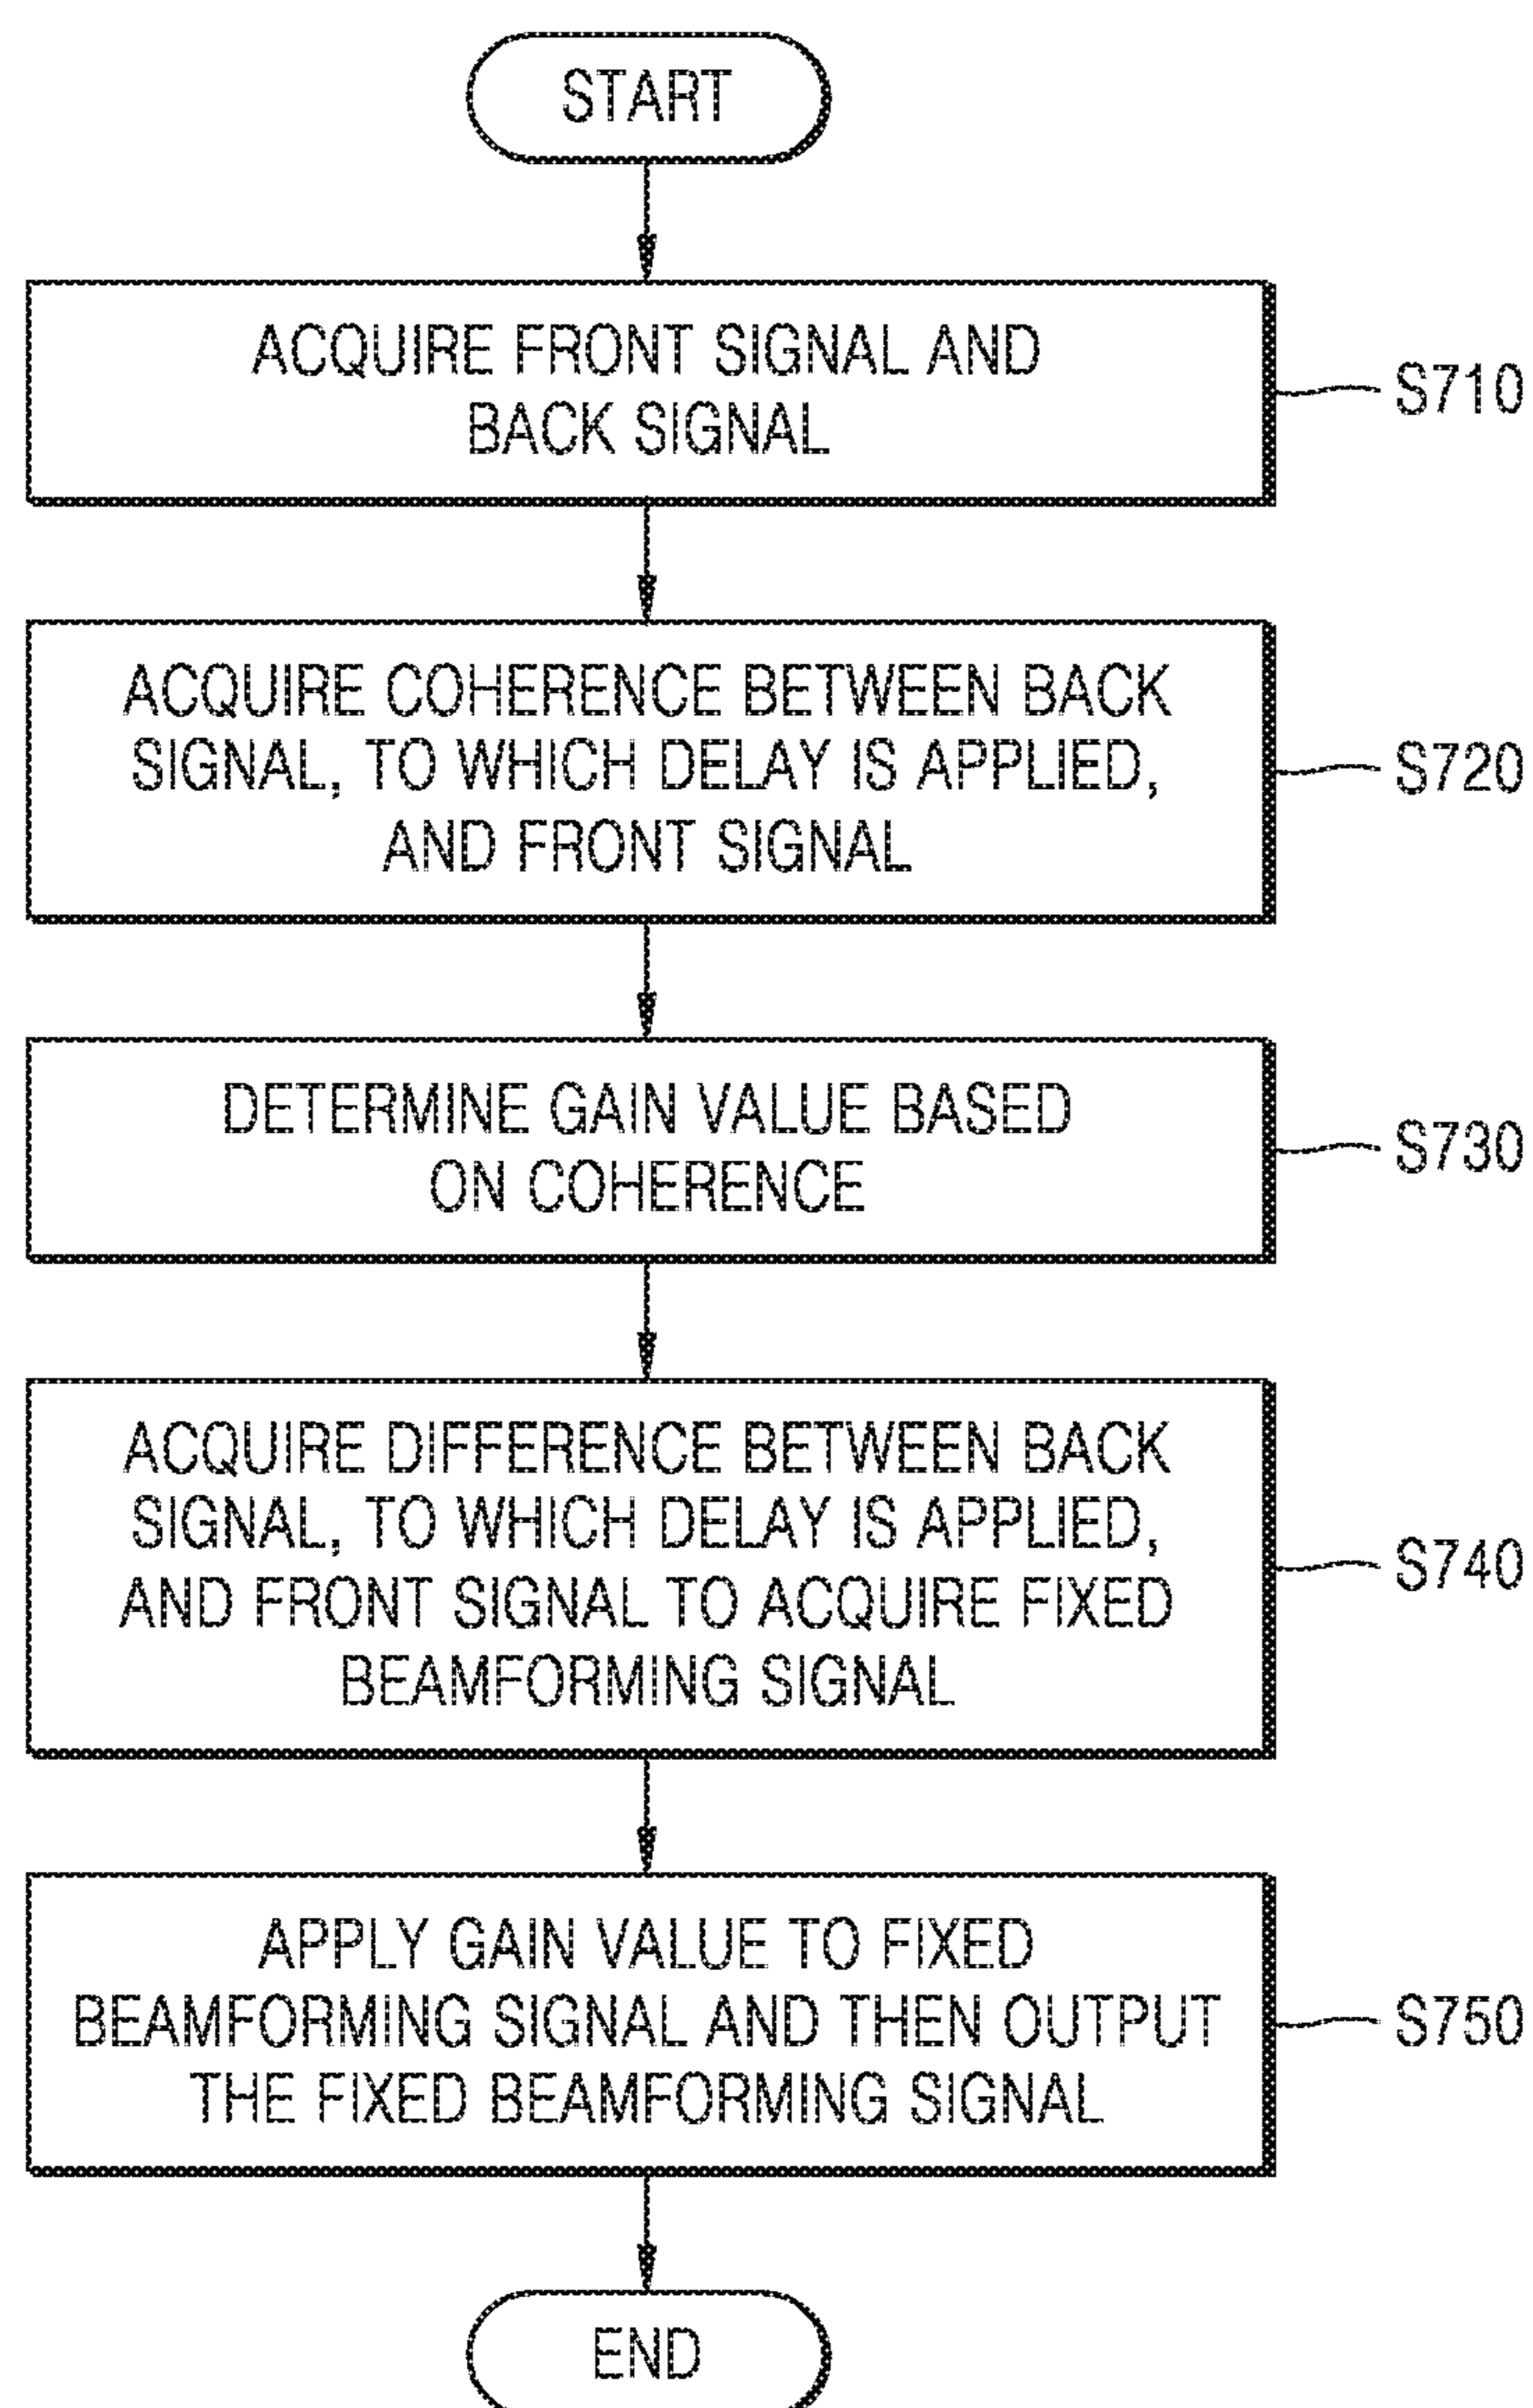 START
ACQUIRE FRONT SIGNAL AND
BACK SIGNAL
S710
ACQUIRE COHERENCE BETWEEN BACK
SIGNAL, TO WHICH DELAY IS APPLIED,
AND FRONT SIGNAL
S720
DETERMINE GAIN VALUE BASED
ON COHERENCE
S730
ACQUIRE DIFFERENCE BETWEEN BACK
SIGNAL, TO WHICH DELAY IS APPLIED,
AND FRONT SIGNAL TO ACQUIRE FIXED
BEAMFORMING SIGNAL
S740
APPLY GAIN VALUE TO FIXED
BEAMFORMING SIGNAL AND THEN OUTPUT
THE FIXED BEAMFORMING SIGNAL
S750
END